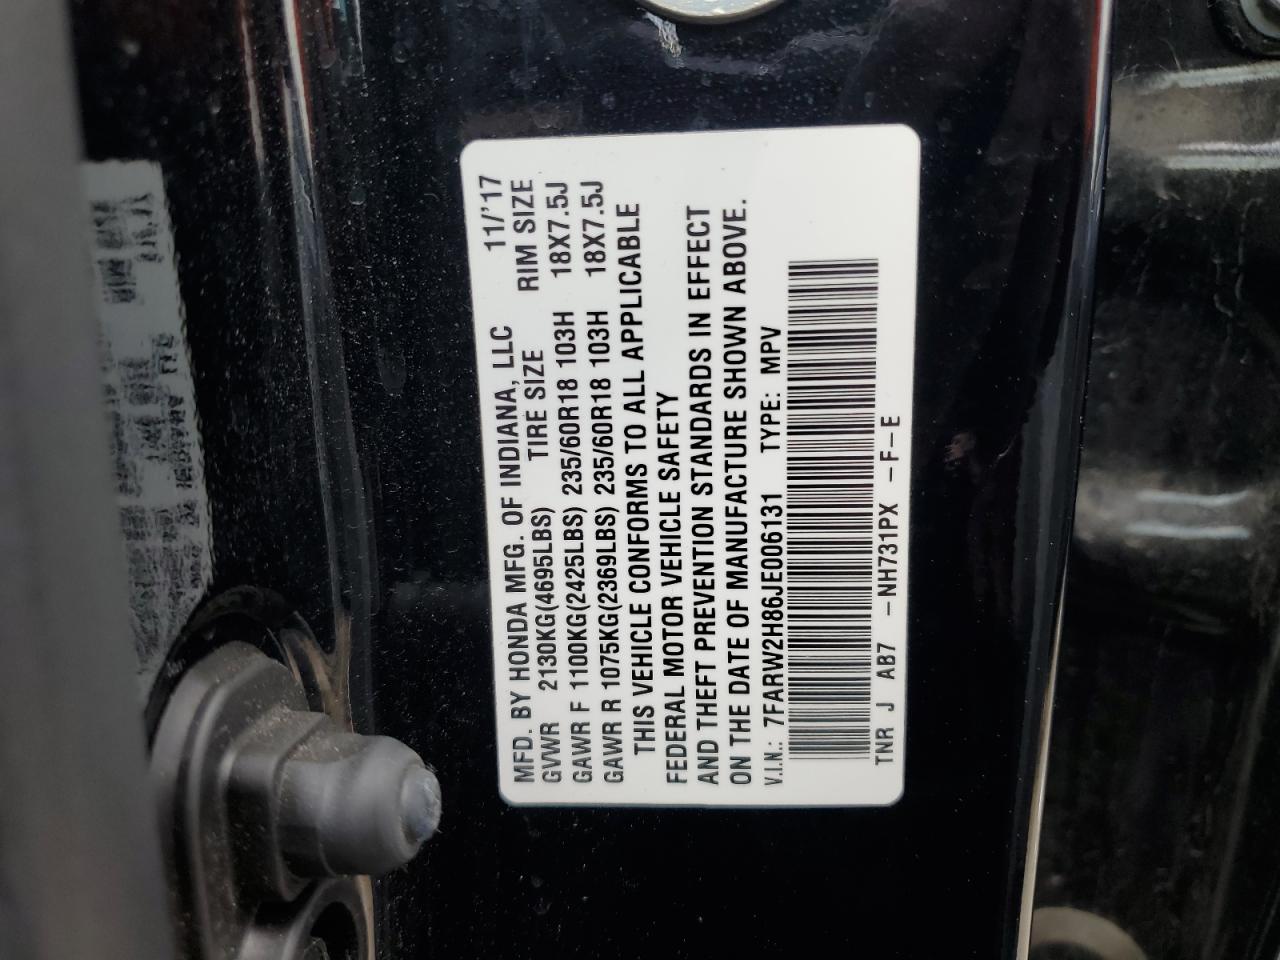 MFD. BY HONDA MFG. OF INDIANA, LLC 11/'17
TIRE SIZE RIM SIZE
GVWR 2130KG(4695LBS)
GAWR F 1100KG(2425LBS) 235/60R18 103H 18X7.5J
GAWR R 1075KG(2369LBS) 235/60R18 103H 18X7.5J
THIS VEHICLE CONFORMS TO ALL APPLICABLE
FEDERAL MOTOR VEHICLE SAFETY
AND THEFT PREVENTION STANDARDS IN EFFECT
ON THE DATE OF MANUFACTURE SHOWN ABOVE.
V.I.N.: 7FARW2H86JE006131 TYPE: MPV
TNR J AB7 -NH731PX -F-E